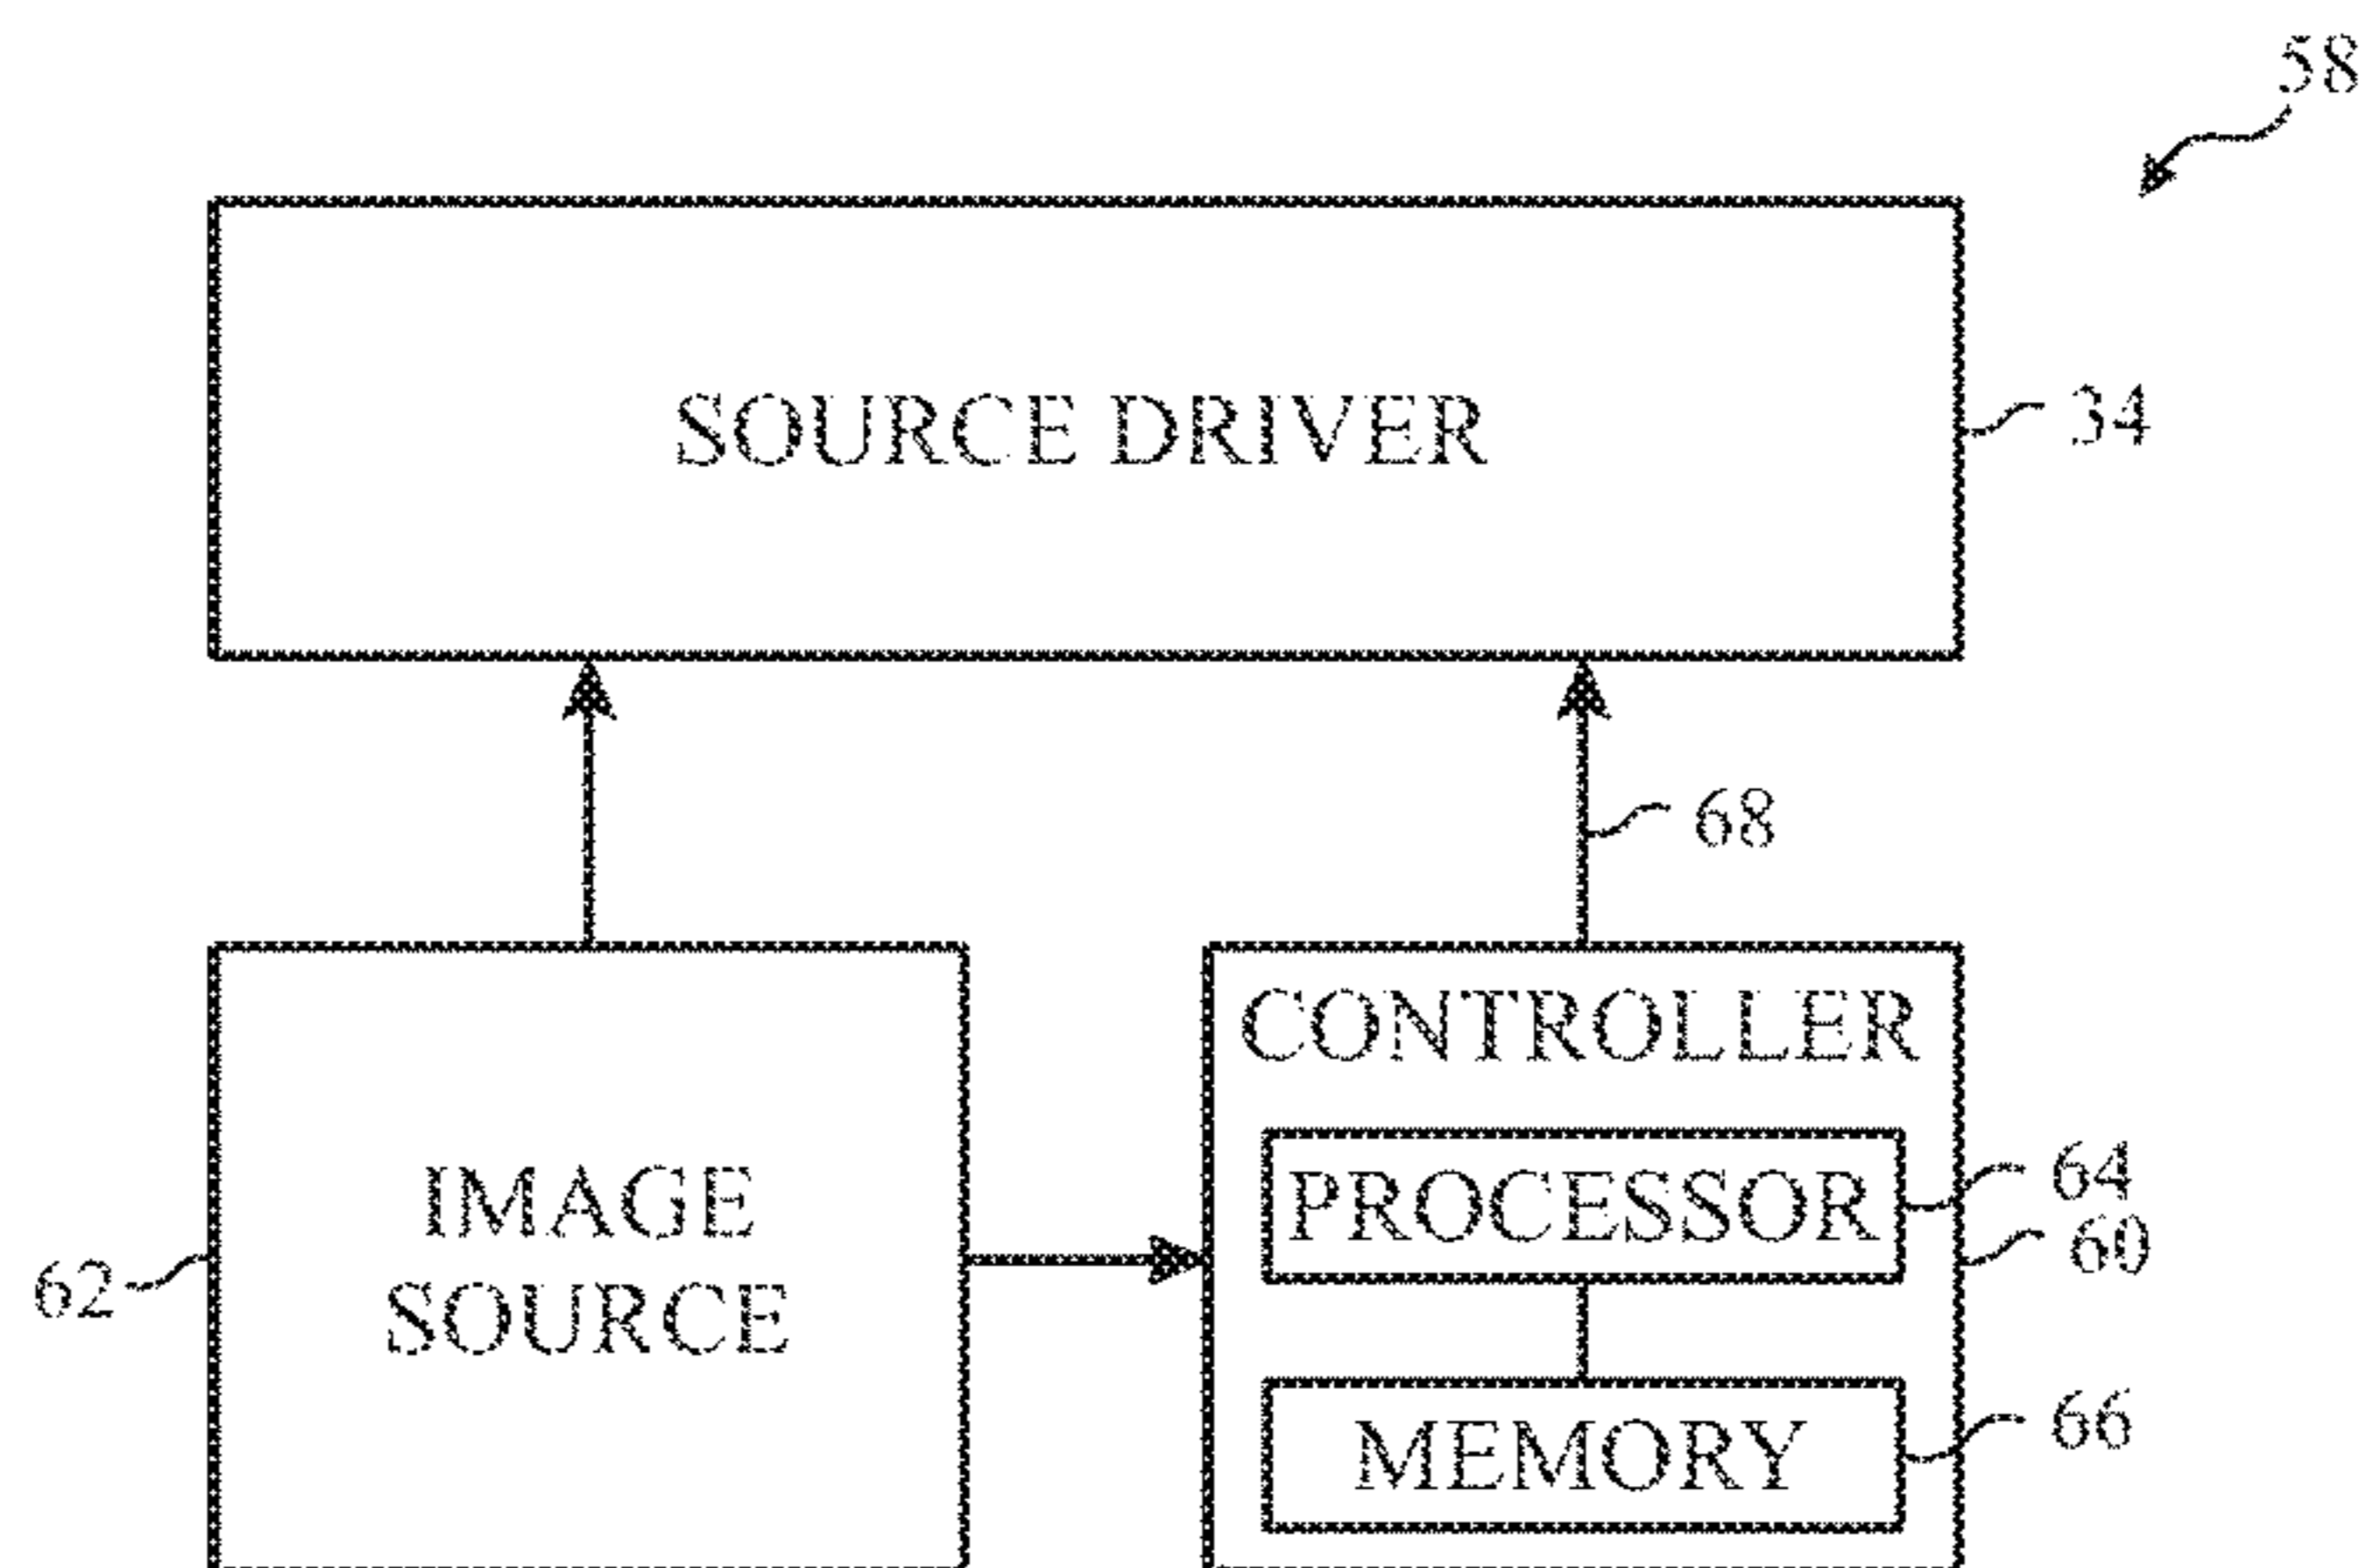 58
SOURCE DRIVER
34
68
CONTROLLER
IMAGE
SOURCE
62
PROCESSOR
64
60
MEMORY
66